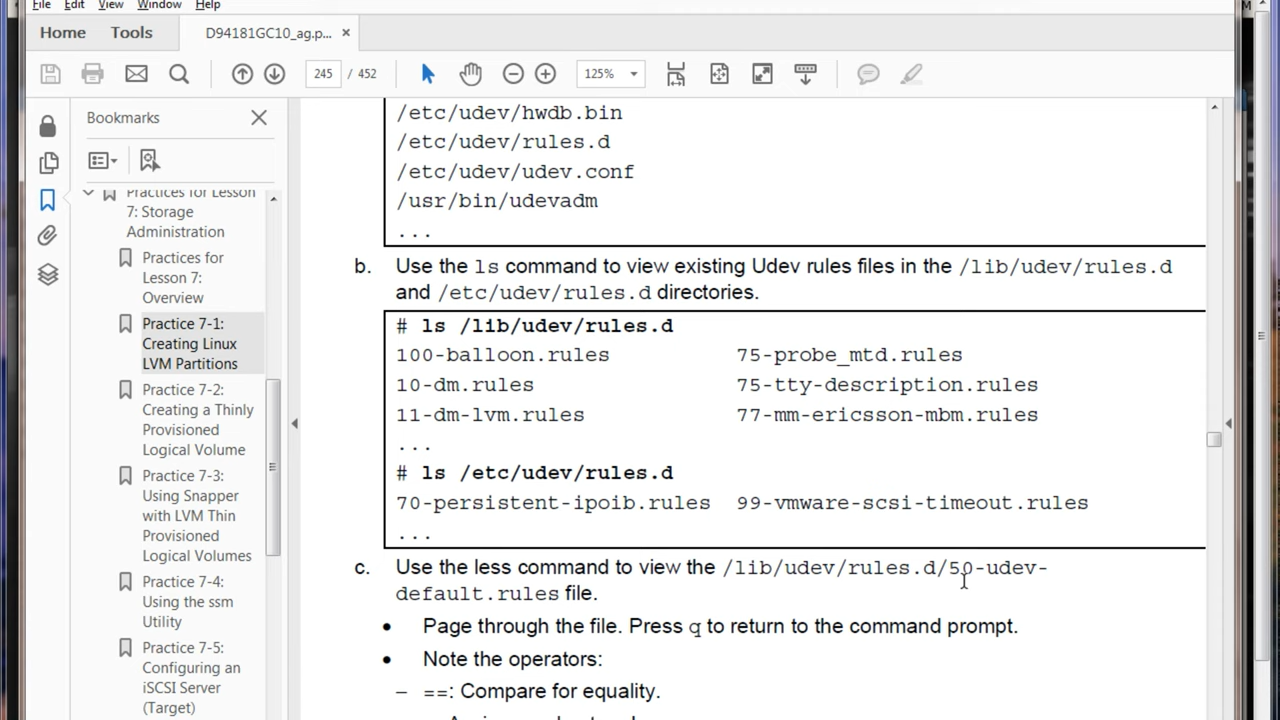 File Edit View Window Help
Home Tools D94181GC10_ag.p... ×
245 / 452 125%
Bookmarks
Practices for Lesson
7: Storage
Administration
Practices for
Lesson 7:
Overview
Practice 7-1:
Creating Linux
LVM Partitions
Practice 7-2:
Creating a Thinly
Provisioned
Logical Volume
Practice 7-3:
Using Snapper
with LVM Thin
Provisioned
Logical Volumes
Practice 7-4:
Using the ssm
Utility
Practice 7-5:
Configuring an
iSCSI Server
(Target)
/etc/udev/hwdb.bin
/etc/udev/rules.d
/etc/udev/udev.conf
/usr/bin/udevadm
...
b. Use the ls command to view existing Udev rules files in the /lib/udev/rules.d
and /etc/udev/rules.d directories.
# ls /lib/udev/rules.d
100-balloon.rules 75-probe_mtd.rules
10-dm.rules 75-tty-description.rules
11-dm-lvm.rules 77-mm-ericsson-mbm.rules
...
# ls /etc/udev/rules.d
70-persistent-ipoib.rules 99-vmware-scsi-timeout.rules
...
c. Use the less command to view the /lib/udev/rules.d/50-udev-
default.rules file.
• Page through the file. Press q to return to the command prompt.
• Note the operators:
– ==: Compare for equality.